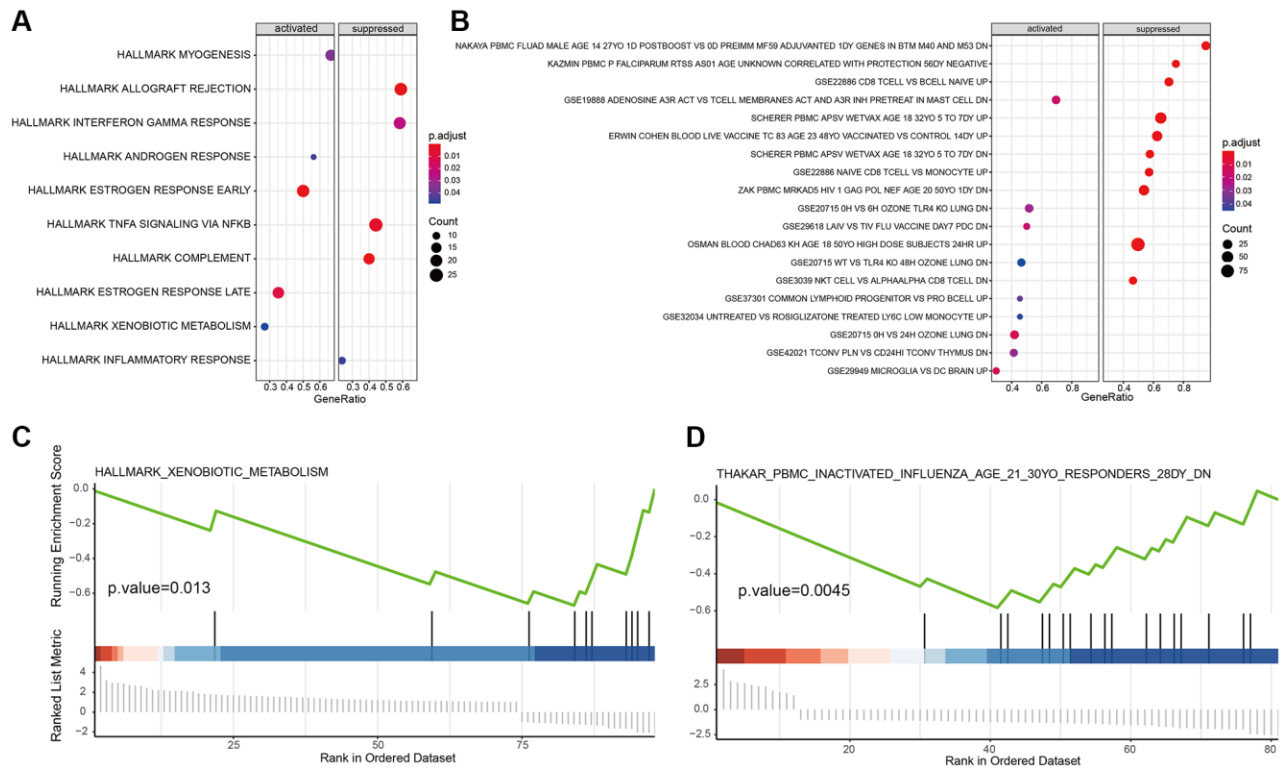 A
activated
suppressed
HALLMARK MYOGENESIS
HALLMARK ALLOGRAFT REJECTION
HALLMARK INTERFERON GAMMA RESPONSE
HALLMARK ANDROGEN RESPONSE
HALLMARK ESTROGEN RESPONSE EARLY
HALLMARK TNFA SIGNALING VIA NFKB
HALLMARK COMPLEMENT
HALLMARK ESTROGEN RESPONSE LATE
HALLMARK XENOBIOTIC METABOLISM
HALLMARK INFLAMMATORY RESPONSE
0.3 0.4 0.5 0.6 0.3 0.4 0.5 0.6
GeneRatio
p.adjust
0.01
0.02
0.03
0.04
Count
10
15
20
25
B
activated
suppressed
NAKAYA PBMC FLUAD MALE AGE 14 27YO 1D POSTBOOST VS 0D PREIMM MF59 ADJUVANTED 1DY GENES IN BTM M40 AND M53 DN
KAZMIN PBMC P FALCIPARUM RTSS AS01 AGE UNKNOWN CORRELATED WITH PROTECTION 56DY NEGATIVE
GSE22886 CD8 TCELL VS BCELL NAIVE UP
GSE19888 ADENOSINE A3R ACT VS TCELL MEMBRANES ACT AND A3R INH PRETREAT IN MAST CELL DN
SCHERER PBMC APSV WETVAX AGE 18 32YO 5 TO 7DY UP
ERWIN COHEN BLOOD LIVE VACCINE TC 83 AGE 23 48YO VACCINATED VS CONTROL 14DY UP
SCHERER PBMC APSV WETVAX AGE 18 32YO 5 TO 7DY DN
GSE22886 NAIVE CD8 TCELL VS MONOCYTE UP
ZAK PBMC MRKAD5 HIV 1 GAG POL NEF AGE 20 50YO 1DY DN
GSE20715 0H VS 6H OZONE TLR4 KO LUNG DN
GSE29618 LAIV VS TIV FLU VACCINE DAY7 PDC DN
OSMAN BLOOD CHAD63 KH AGE 18 50YO HIGH DOSE SUBJECTS 24HR UP
GSE20715 WT VS TLR4 KO 48H OZONE LUNG DN
GSE3039 NKT CELL VS ALPHAALPHA CD8 TCELL DN
GSE37301 COMMON LYMPHOID PROGENITOR VS PRO BCELL UP
GSE32034 UNTREATED VS ROSIGLIZATONE TREATED LY6C LOW MONOCYTE UP
GSE20715 0H VS 24H OZONE LUNG DN
GSE42021 TCONV PLN VS CD24HI TCONV THYMUS DN
GSE29949 MICROGLIA VS DC BRAIN UP
0.4 0.6 0.8 0.4 0.6 0.8
GeneRatio
p.adjust
0.01
0.02
0.03
0.04
Count
25
50
75
C
HALLMARK_XENOBIOTIC_METABOLISM
Running Enrichment Score
0.0
−0.2
−0.4
−0.6
p.value=0.013
Ranked List Metric
4
2
0
−2
25 50 75
Rank in Ordered Dataset
D
THAKAR_PBMC_INACTIVATED_INFLUENZA_AGE_21_30YO_RESPONDERS_28DY_DN
0.0
−0.2
−0.4
−0.6
p.value=0.0045
2.5
0.0
−2.5
20 40 60 80
Rank in Ordered Dataset